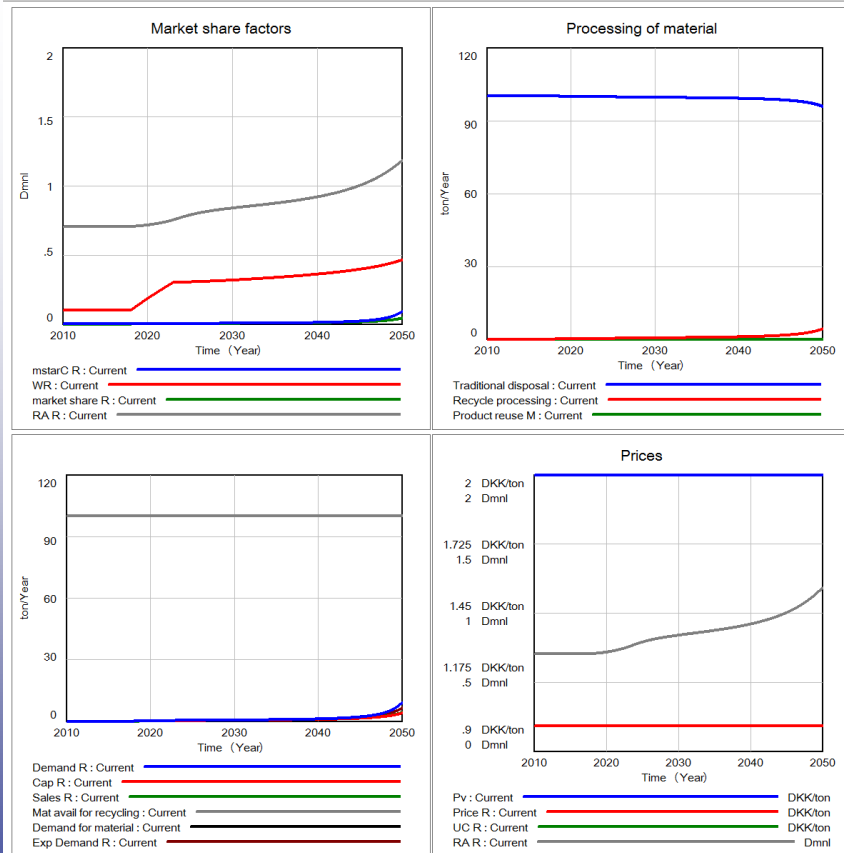 Market share factors
2
1.5
Dmnl
1
.5
0
2010 2020 2030 2040 2050
Time (Year)
mstarC R : Current
WR : Current
market share R : Current
RA R : Current
Processing of material
120
90
ton/Year
60
30
0
2010 2020 2030 2040 2050
Time (Year)
Traditional disposal : Current
Recycle processing : Current
Product reuse M : Current
120
90
ton/Year
60
30
0
2010 2020 2030 2040 2050
Time (Year)
Demand R : Current
Cap R : Current
Sales R : Current
Mat avail for recycling : Current
Demand for material : Current
Exp Demand R : Current
Prices
2 DKK/ton
2 Dmnl
1.725 DKK/ton
1.5 Dmnl
1.45 DKK/ton
1 Dmnl
1.175 DKK/ton
.5 Dmnl
.9 DKK/ton
0 Dmnl
2010 2020 2030 2040 2050
Time (Year)
Pv : Current DKK/ton
Price R : Current DKK/ton
UC R : Current DKK/ton
RA R : Current Dmnl